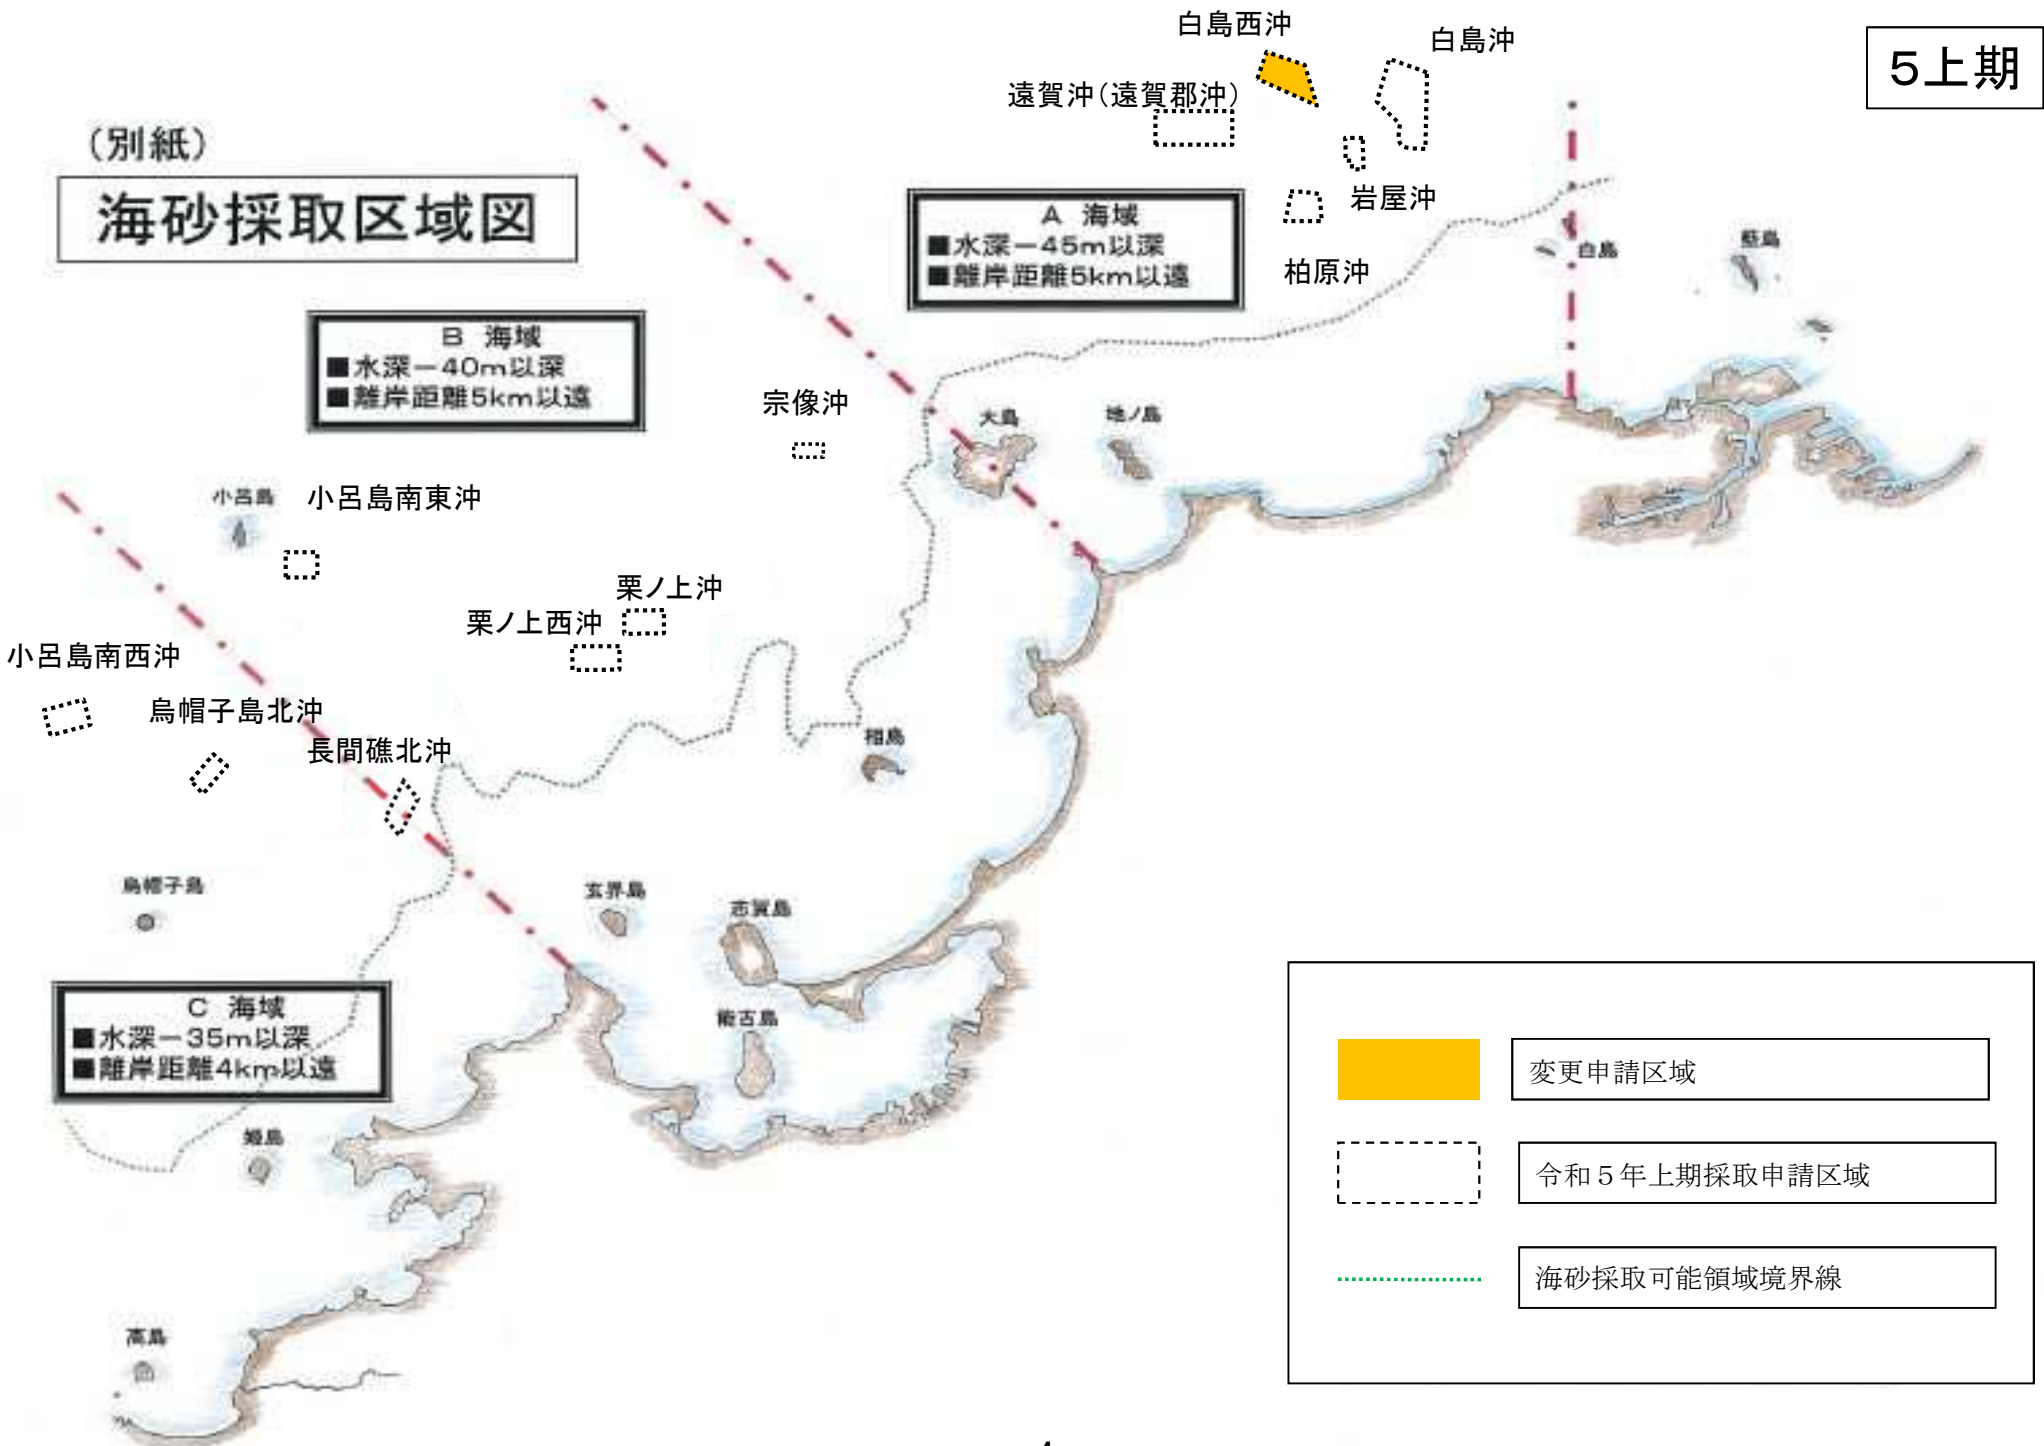 5上期
(別紙)
海砂採取区域図
白島西沖
白島沖
遠賀沖(遠賀郡沖)
岩屋沖
柏原沖
A 海域
■水深－45m以深
■離岸距離5km以遠
白島
藍島
B 海域
■水深－40m以深
■離岸距離5km以遠
宗像沖
大島
地ノ島
小呂島
小呂島南東沖
栗ノ上沖
栗ノ上西沖
小呂島南西沖
烏帽子島北沖
長間礁北沖
相島
烏帽子島
玄界島
志賀島
能古島
C 海域
■水深－35m以深
■離岸距離4km以遠
姫島
高島
変更申請区域
令和５年上期採取申請区域
海砂採取可能領域境界線